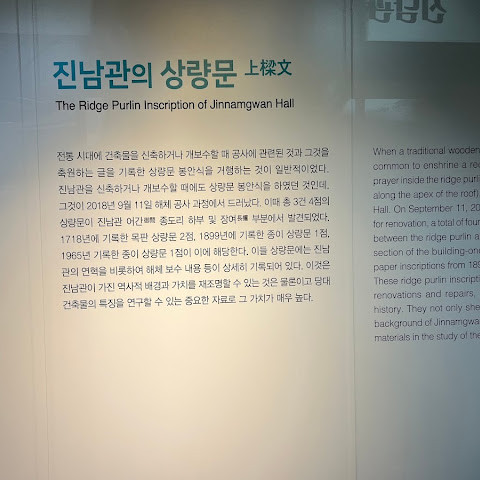 진남관의 상량문 上樑文
The Ridge Purlin Inscription of Jinnamgwan Hall
전통 시대에 건축물을 신축하거나 개보수할 때 공사에 관련된 것과 그것을
축원하는 글을 기록한 상량문 봉안식을 거행하는 것이 일반적이었다.
진남관을 신축하거나 개보수할 때에도 상량문 봉안식을 하였던 것인데,
그것이 2018년 9월 11일 해체 공사 과정에서 드러났다. 이때 총 3건 4점의
상량문이 진남관 어간 종도리 하부 및 장여 부분에서 발견되었다.
1718년에 기록한 목판 상량문 2점, 1899년에 기록한 종이 상량문 1점,
1965년 기록한 종이 상량문 1점이 이에 해당한다. 이들 상량문에는 진남
관의 연혁을 비롯하여 해체 보수 내용 등이 상세히 기록되어 있다. 이것은
진남관이 가진 역사적 배경과 가치를 재조명할 수 있는 것은 물론이고 당대
건축물의 특징을 연구할 수 있는 중요한 자료로 그 가치가 매우 높다.
When a traditional wooden
common to enshrine a rec
prayer inside the ridge purli
along the apex of the roof)
Hall. On September 11, 20
for renovation, a total of four
between the ridge purlin a
section of the building-one
paper inscriptions from 189
These ridge purlin inscripti
renovations and repairs,
history. They not only she
background of Jinnamgwa
materials in the study of the